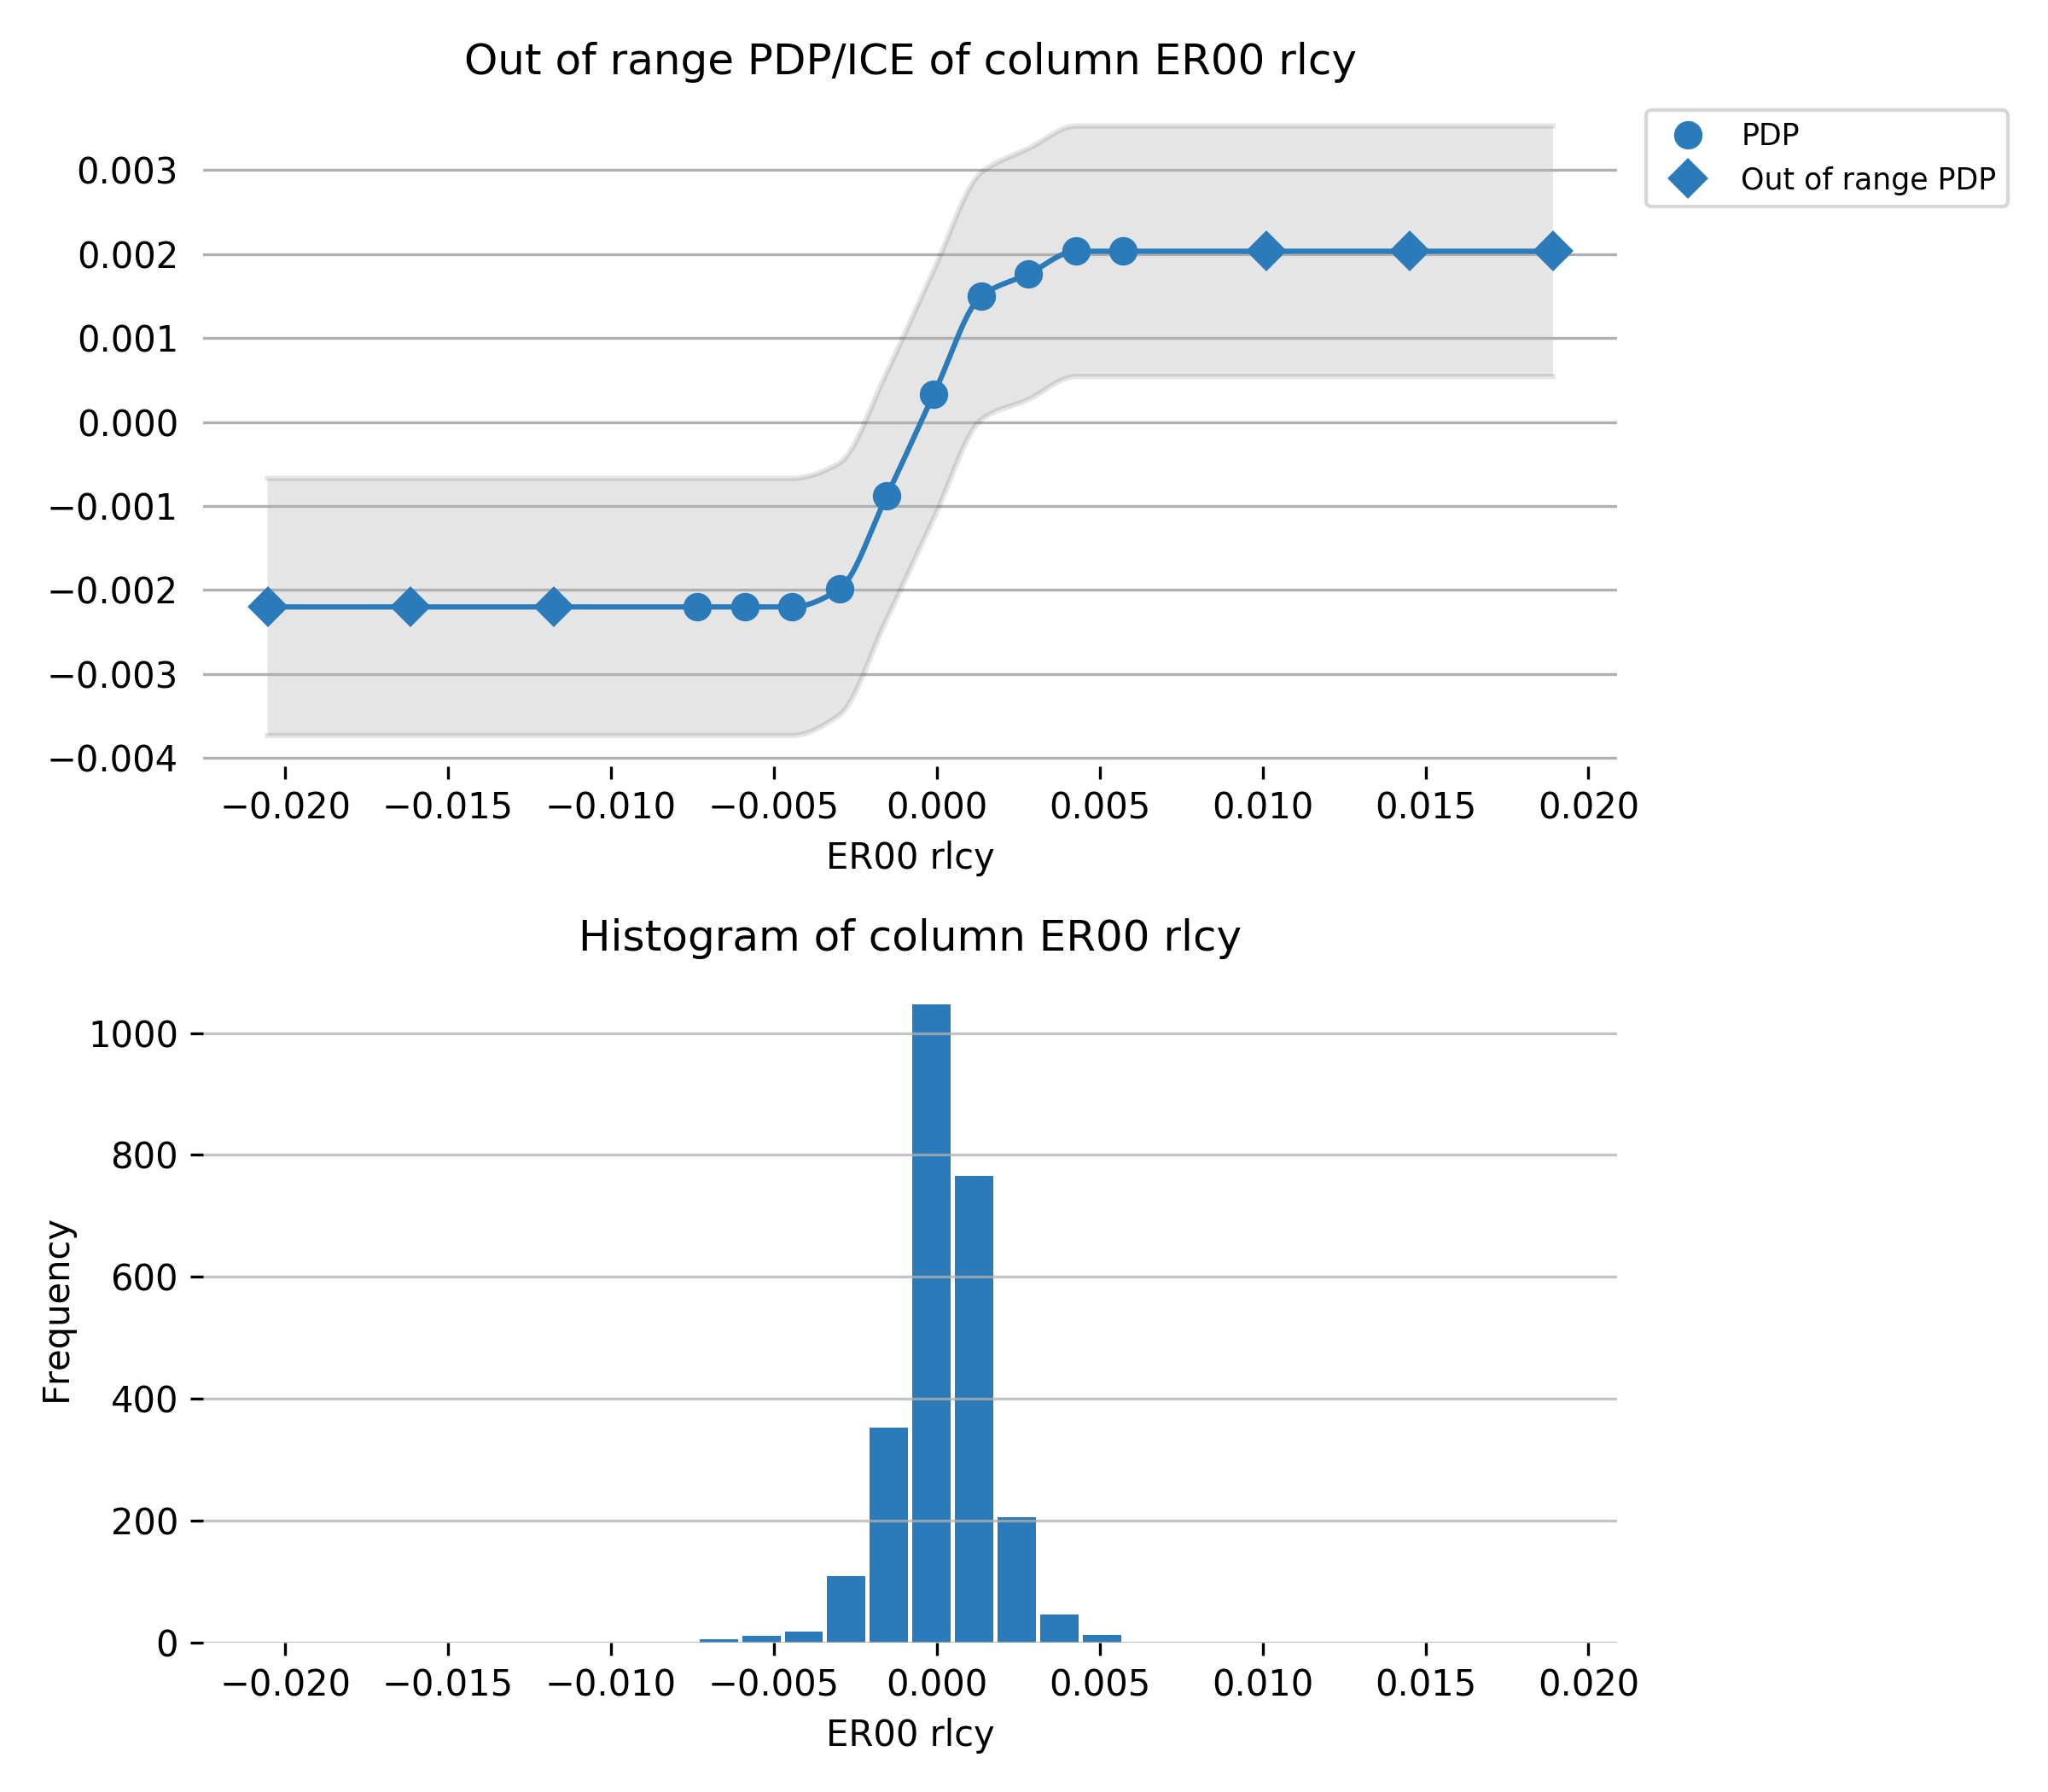 Out of range PDP/ICE of column ER00 rlcy
PDP
Out of range PDP
0.003
0.002
0.001
0.000
−0.001
−0.002
−0.003
−0.004
−0.020 −0.015 −0.010 −0.005 0.000 0.005 0.010 0.015 0.020
ER00 rlcy
Histogram of column ER00 rlcy
1000
800
600
400
200
0
Frequency
−0.020 −0.015 −0.010 −0.005 0.000 0.005 0.010 0.015 0.020
ER00 rlcy